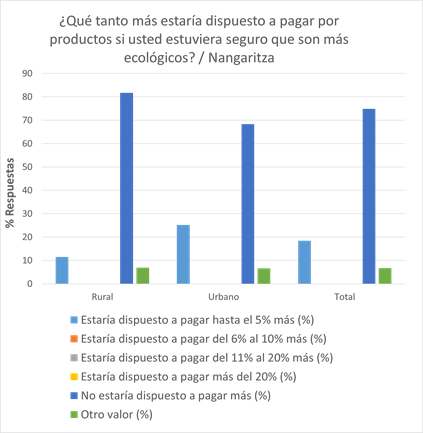 ¿Qué tanto más estaría dispuesto a pagar por
productos si usted estuviera seguro que son más
ecológicos? / Nangaritza
90
80
70
60
50
40
30
20
10
0
% Respuestas
Rural
Urbano
Total
Estaría dispuesto a pagar hasta el 5% más (%)
Estaría dispuesto a pagar del 6% al 10% más (%)
Estaría dispuesto a pagar del 11% al 20% más (%)
Estaría dispuesto a pagar más del 20% (%)
No estaría dispuesto a pagar más (%)
Otro valor (%)